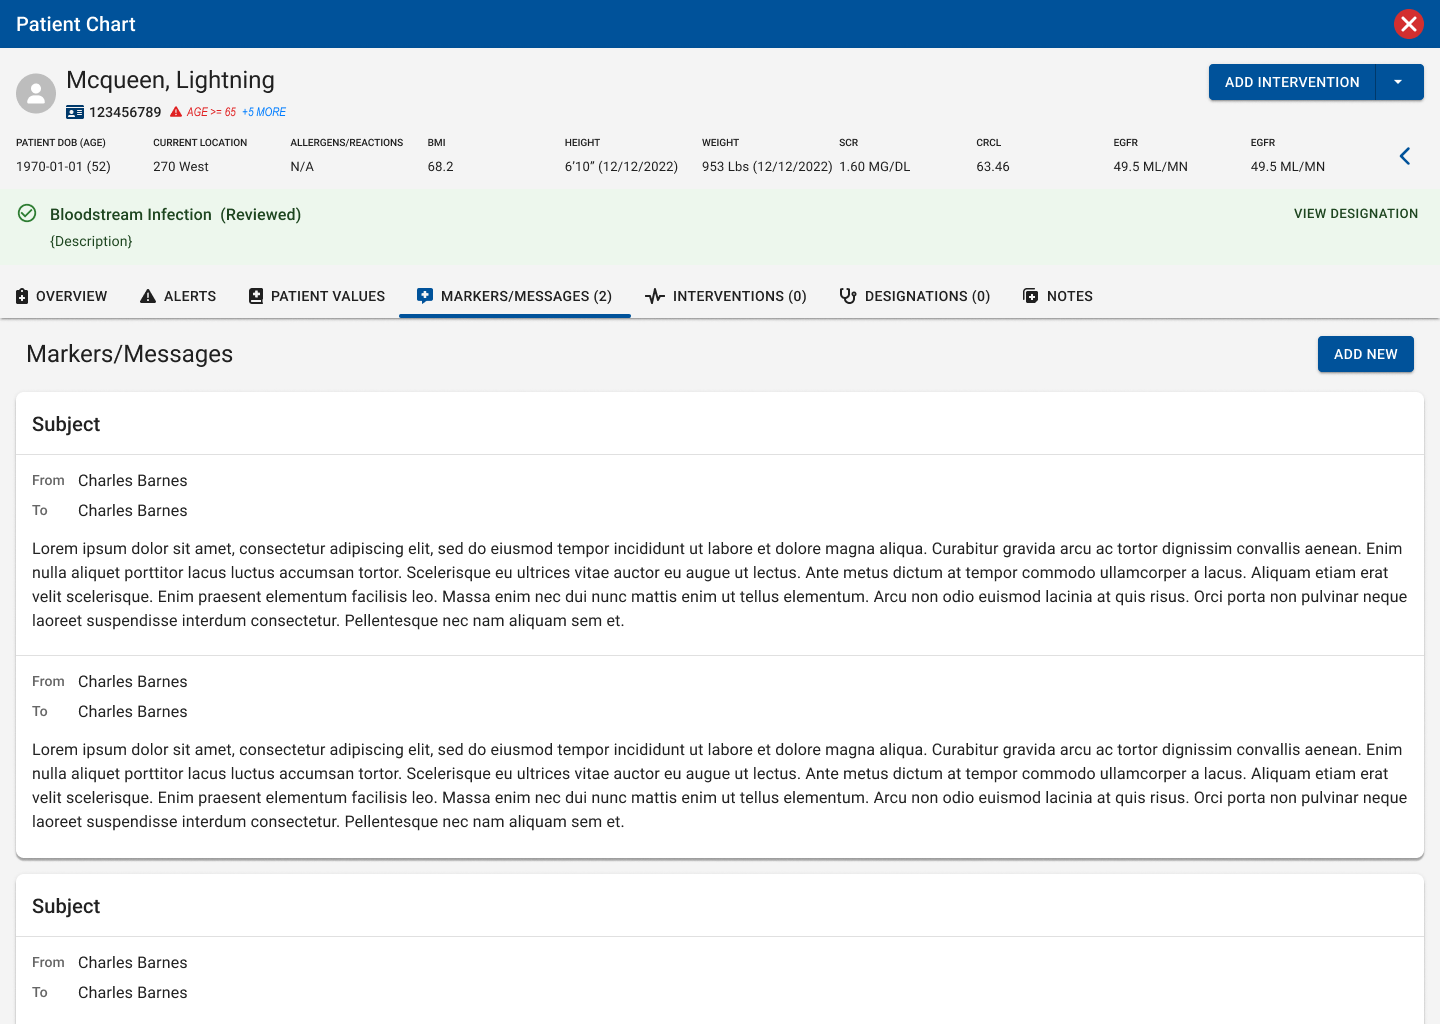 Patient Chart
Mcqueen, Lightning
ADD INTERVENTION
123456789 AGE >= 65 +5 MORE
PATIENT DOB (AGE) CURRENT LOCATION ALLERGENS/REACTIONS BMI HEIGHT WEIGHT SCR CRCL EGFR EGFR
1970-01-01 (52) 270 West N/A 68.2 6’10” (12/12/2022) 953 Lbs (12/12/2022) 1.60 MG/DL 63.46 49.5 ML/MN 49.5 ML/MN
Bloodstream Infection (Reviewed) VIEW DESIGNATION
{Description}
OVERVIEW ALERTS PATIENT VALUES MARKERS/MESSAGES (2) INTERVENTIONS (0) DESIGNATIONS (0) NOTES
Markers/Messages ADD NEW
Subject
From Charles Barnes
To Charles Barnes
Lorem ipsum dolor sit amet, consectetur adipiscing elit, sed do eiusmod tempor incididunt ut labore et dolore magna aliqua. Curabitur gravida arcu ac tortor dignissim convallis aenean. Enim
nulla aliquet porttitor lacus luctus accumsan tortor. Scelerisque eu ultrices vitae auctor eu augue ut lectus. Ante metus dictum at tempor commodo ullamcorper a lacus. Aliquam etiam erat
velit scelerisque. Enim praesent elementum facilisis leo. Massa enim nec dui nunc mattis enim ut tellus elementum. Arcu non odio euismod lacinia at quis risus. Orci porta non pulvinar neque
laoreet suspendisse interdum consectetur. Pellentesque nec nam aliquam sem et.
From Charles Barnes
To Charles Barnes
Lorem ipsum dolor sit amet, consectetur adipiscing elit, sed do eiusmod tempor incididunt ut labore et dolore magna aliqua. Curabitur gravida arcu ac tortor dignissim convallis aenean. Enim
nulla aliquet porttitor lacus luctus accumsan tortor. Scelerisque eu ultrices vitae auctor eu augue ut lectus. Ante metus dictum at tempor commodo ullamcorper a lacus. Aliquam etiam erat
velit scelerisque. Enim praesent elementum facilisis leo. Massa enim nec dui nunc mattis enim ut tellus elementum. Arcu non odio euismod lacinia at quis risus. Orci porta non pulvinar neque
laoreet suspendisse interdum consectetur. Pellentesque nec nam aliquam sem et.
Subject
From Charles Barnes
To Charles Barnes